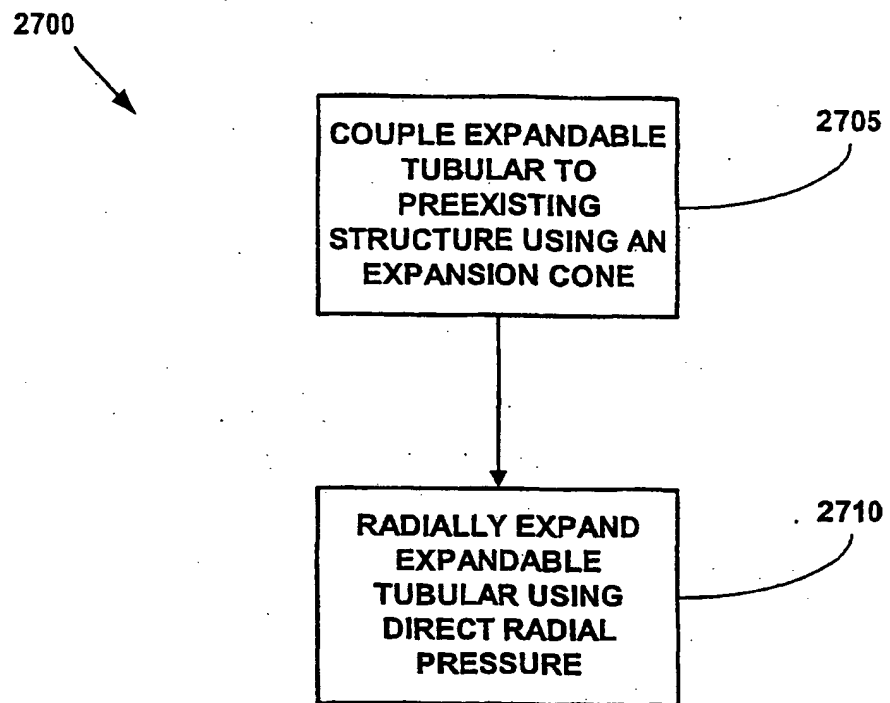 2700
COUPLE EXPANDABLE
TUBULAR TO
PREEXISTING
STRUCTURE USING AN
EXPANSION CONE
2705
RADIALLY EXPAND
EXPANDABLE
TUBULAR USING
DIRECT RADIAL
PRESSURE
2710